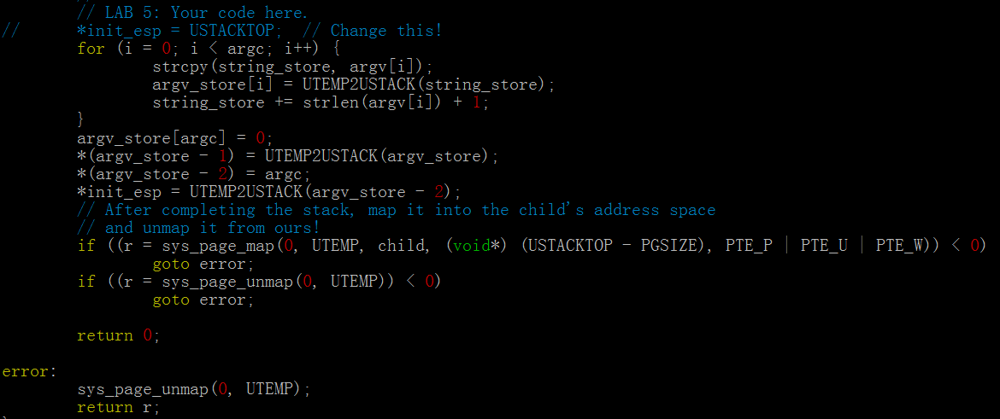 // LAB 5: Your code here.
//      *init_esp = USTACKTOP;  // Change this!
for (i = 0; i < argc; i++) {
strcpy(string_store, argv[i]);
argv_store[i] = UTEMP2USTACK(string_store);
string_store += strlen(argv[i]) + 1;
}
argv_store[argc] = 0;
*(argv_store - 1) = UTEMP2USTACK(argv_store);
*(argv_store - 2) = argc;
*init_esp = UTEMP2USTACK(argv_store - 2);
// After completing the stack, map it into the child's address space
// and unmap it from ours!
if ((r = sys_page_map(0, UTEMP, child, (void*) (USTACKTOP - PGSIZE), PTE_P | PTE_U | PTE_W)) < 0)
goto error;
if ((r = sys_page_unmap(0, UTEMP)) < 0)
goto error;
return 0;
error:
sys_page_unmap(0, UTEMP);
return r;
}